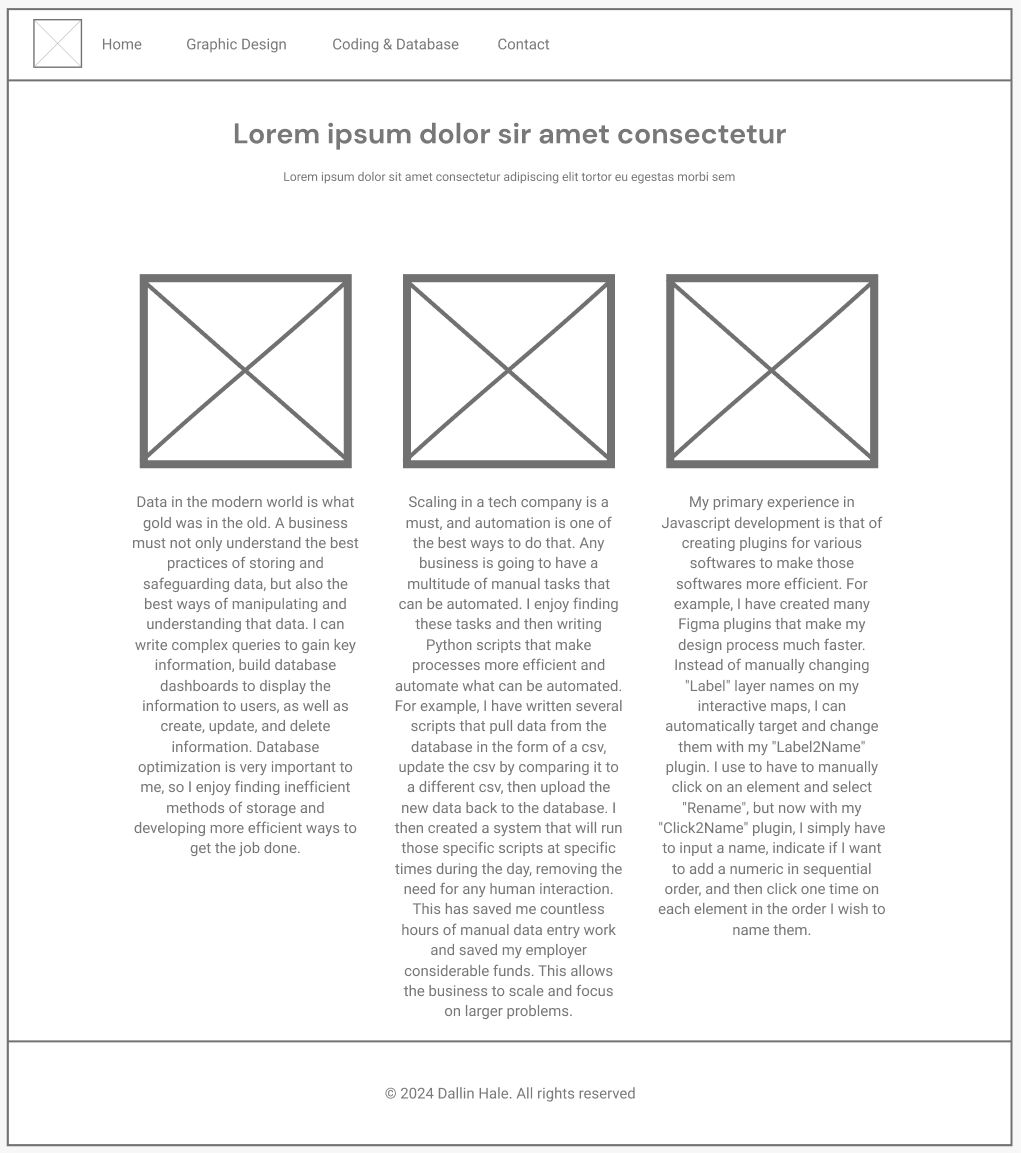 Home
Graphic Design
Coding & Database
Contact
Lorem ipsum dolor sir amet consectetur
Lorem ipsum dolor sit amet consectetur adipiscing elit tortor eu egestas morbi sem
Data in the modern world is what
gold was in the old. A business
must not only understand the best
practices of storing and
safeguarding data, but also the
best ways of manipulating and
understanding that data. I can
write complex queries to gain key
information, build database
dashboards to display the
information to users, as well as
create, update, and delete
information. Database
optimization is very important to
me, so I enjoy finding inefficient
methods of storage and
developing more efficient ways to
get the job done.
Scaling in a tech company is a
must, and automation is one of
the best ways to do that. Any
business is going to have a
multitude of manual tasks that
can be automated. I enjoy finding
these tasks and then writing
Python scripts that make
processes more efficient and
automate what can be automated.
For example, I have written several
scripts that pull data from the
database in the form of a csv,
update the csv by comparing it to
a different csv, then upload the
new data back to the database. I
then created a system that will run
those specific scripts at specific
times during the day, removing the
need for any human interaction.
This has saved me countless
hours of manual data entry work
and saved my employer
considerable funds. This allows
the business to scale and focus
on larger problems.
My primary experience in
Javascript development is that of
creating plugins for various
softwares to make those
softwares more efficient. For
example, I have created many
Figma plugins that make my
design process much faster.
Instead of manually changing
"Label" layer names on my
interactive maps, I can
automatically target and change
them with my "Label2Name"
plugin. I use to have to manually
click on an element and select
"Rename", but now with my
"Click2Name" plugin, I simply have
to input a name, indicate if I want
to add a numeric in sequential
order, and then click one time on
each element in the order I wish to
name them.
© 2024 Dallin Hale. All rights reserved